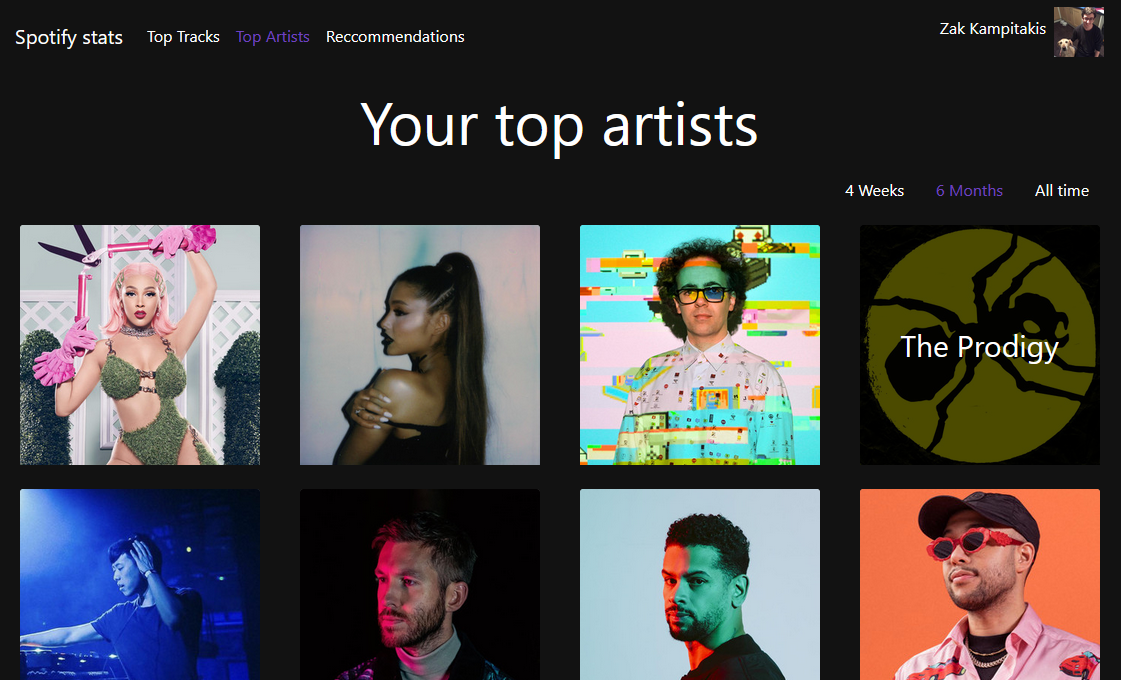 Spotify stats Top Tracks Top Artists Reccommendations Zak Kampitakis
Your top artists
4 Weeks 6 Months All time
The Prodigy